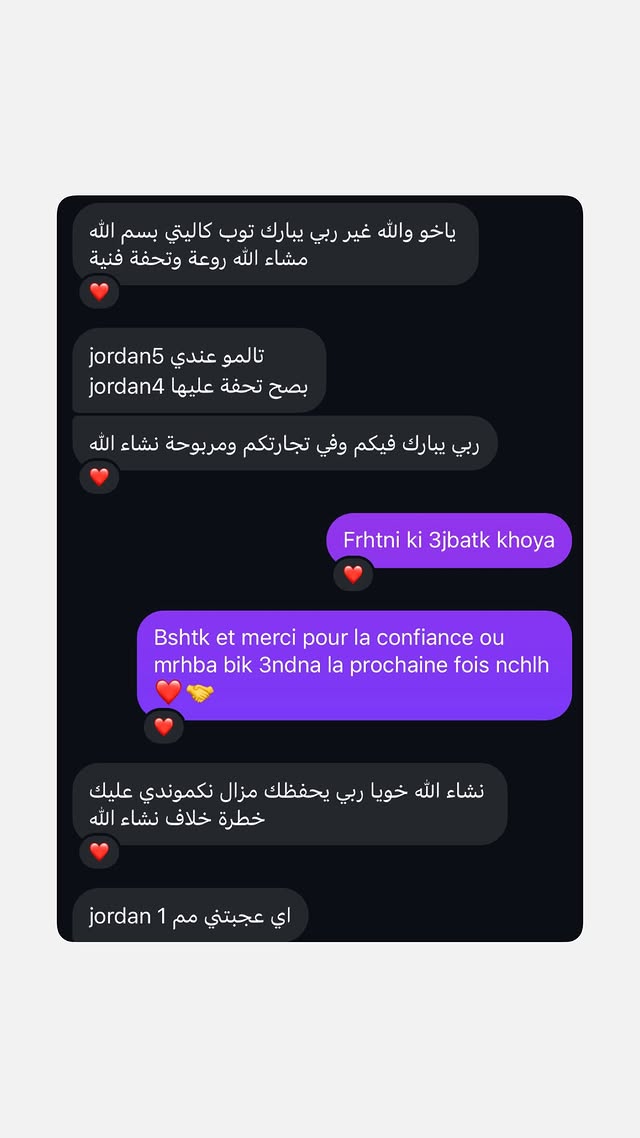 ياخو والله غير ربي يبارك توب كاليتي بسم الله
مشاء الله روعة وتحفة فنية
❤️
تالمو عندي jordan5
بصح تحفة عليها jordan4
ربي يبارك فيكم وفي تجارتكم ومربوحة نشاء الله
❤️
Frhtni ki 3jbatk khoya
❤️
Bshtk et merci pour la confiance ou
mrhba bik 3ndna la prochaine fois nchlh
❤️🤝
❤️
نشاء الله خويا ربي يحفظك مزال نكموندي عليك
خطرة خلاف نشاء الله
❤️
اي عجبتني مم jordan 1